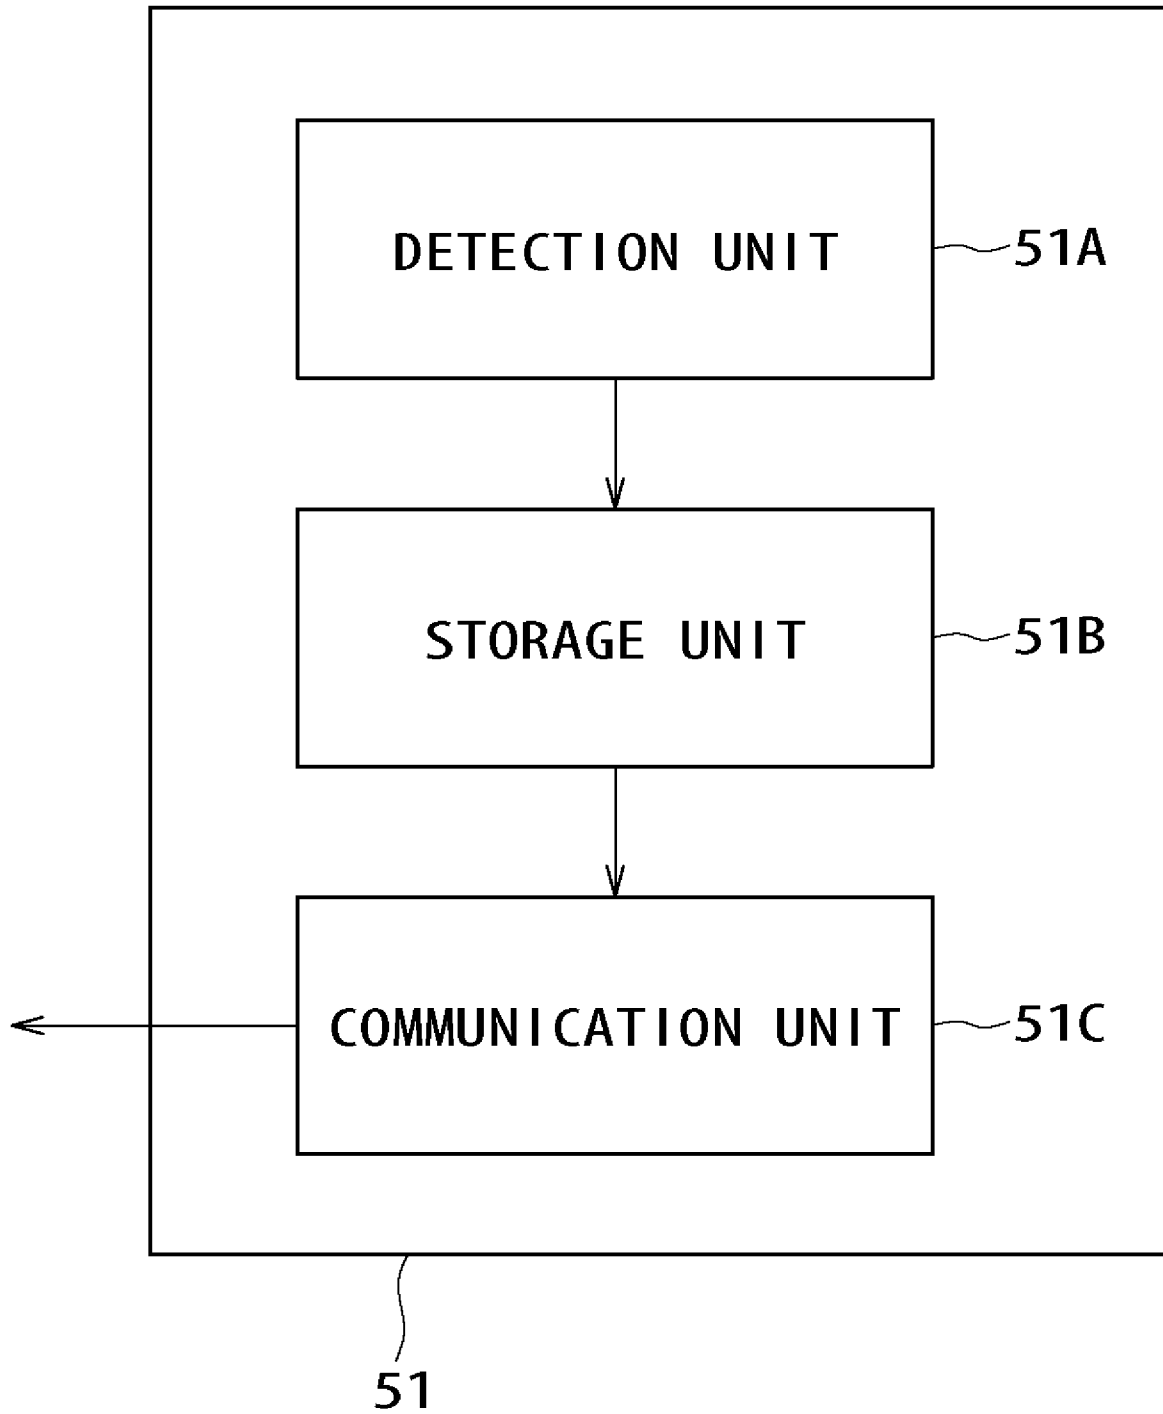 DETECTION UNIT
51A
STORAGE UNIT
51B
COMMUNICATION UNIT
51C
51